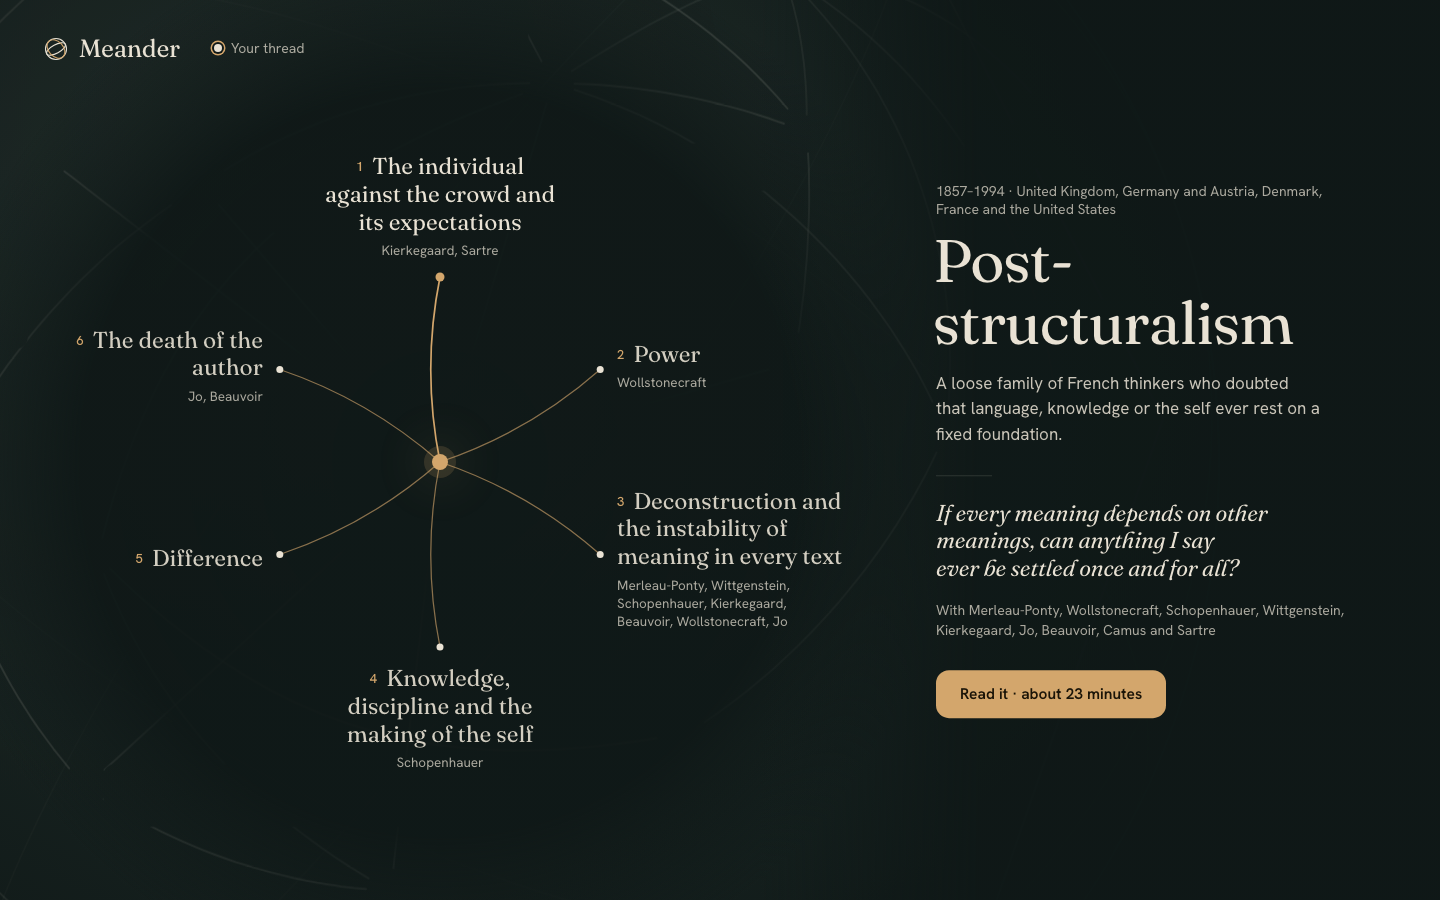 Meander
Your thread
1 The individual
against the crowd and
its expectations
Kierkegaard, Sartre
6 The death of the
author
Jo, Beauvoir
2 Power
Wollstonecraft
5 Difference
3 Deconstruction and
the instability of
meaning in every text
Merleau-Ponty, Wittgenstein,
Schopenhauer, Kierkegaard,
Beauvoir, Wollstonecraft, Jo
4 Knowledge,
discipline and the
making of the self
Schopenhauer
1857–1994 · United Kingdom, Germany and Austria, Denmark,
France and the United States
Post-
structuralism
A loose family of French thinkers who doubted
that language, knowledge or the self ever rest on a
fixed foundation.
If every meaning depends on other
meanings, can anything I say
ever be settled once and for all?
With Merleau-Ponty, Wollstonecraft, Schopenhauer, Wittgenstein,
Kierkegaard, Jo, Beauvoir, Camus and Sartre
Read it · about 23 minutes